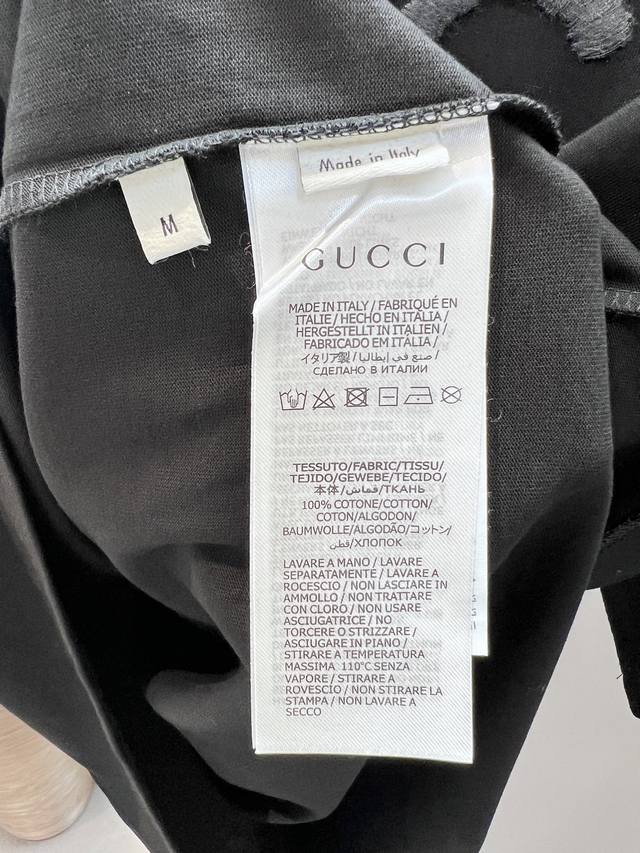 Made in Italy
M
GUCCI
MADE IN ITALY / FABRIQUÉ EN
ITALIE / HECHO EN ITALIA /
HERGESTELLT IN ITALIEN /
FABRICADO EM ITÁLIA /
イタリア製 / صنع في إيطاليا /
СДЕЛАНО В ИТАЛИИ
TESSUTO/FABRIC/TISSU/
TEJIDO/GEWEBE/TECIDO/
本体/قماش/ТКАНЬ
100% COTONE/COTTON/
COTON/ALGODON/
BAUMWOLLE/ALGODÃO/コットン/
قطن/ХЛОПОК
LAVARE A MANO / LAVARE
SEPARATAMENTE / LAVARE A
ROCESCIO / NON LASCIARE IN
AMMOLLO / NON TRATTARE
CON CLORO / NON USARE
ASCIUGATRICE / NO
TORCERE O STRIZZARE /
ASCIUGARE IN PIANO /
STIRARE A TEMPERATURA
MASSIMA 110°C SENZA
VAPORE / STIRARE A
ROVESCIO / NON STIRARE LA
STAMPA / NON LAVARE A
SECCO